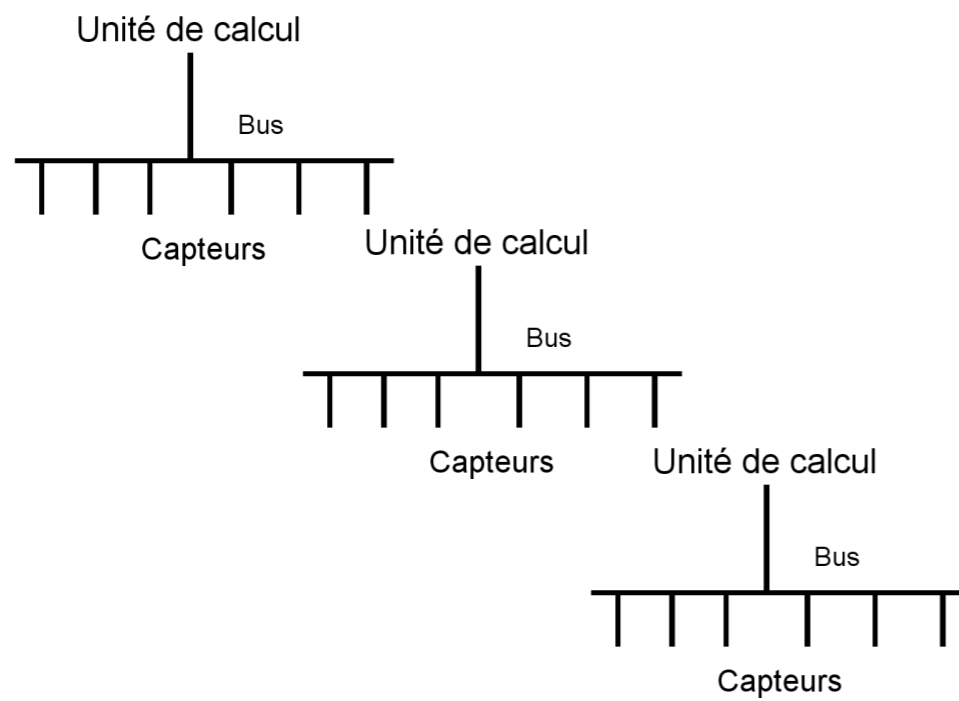 Unité de calcul
Bus
Capteurs
Unité de calcul
Bus
Capteurs
Unité de calcul
Bus
Capteurs